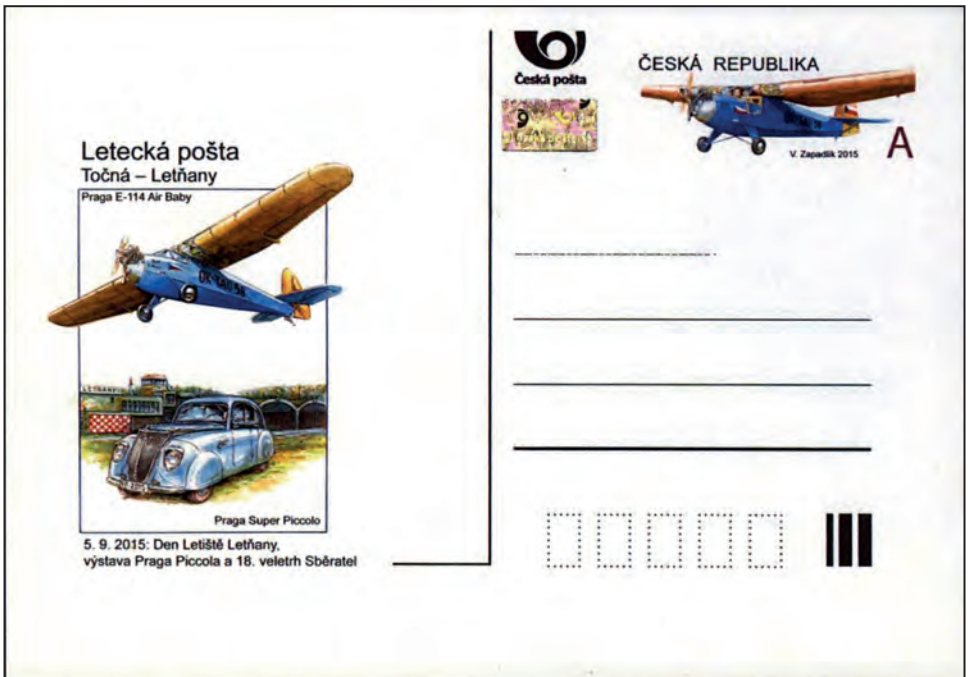 Česká pošta
ČESKÁ REPUBLIKA
V. Zapadlík 2015
A
Letecká pošta
Točná – Letňany
Praga E-114 Air Baby
Praga Super Piccolo
5. 9. 2015: Den Letiště Letňany,
výstava Praga Piccola a 18. veletrh Sběratel